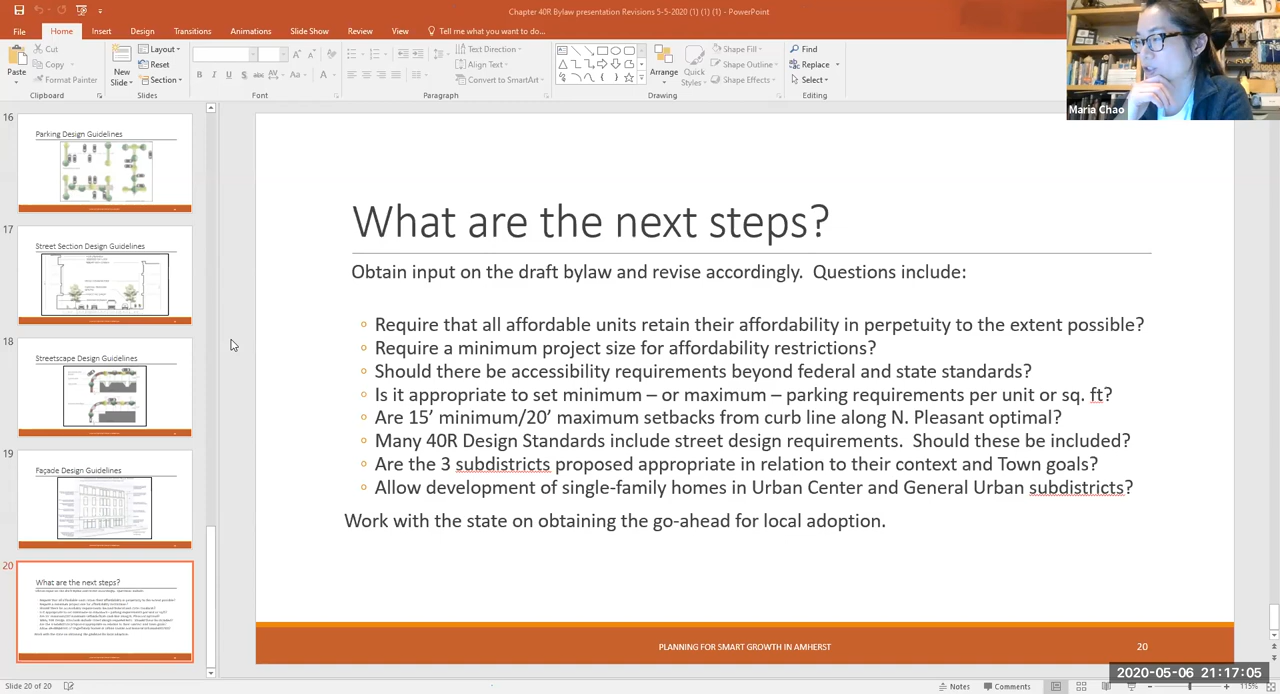 Chapter 40R Bylaw presentation Revisions 5-5-2020 (1) (1) (1) - PowerPoint
File Home Insert Design Transitions Animations Slide Show Review View Tell me what you want to do...
Paste
Cut
Copy
Format Painter
Clipboard
New
Slide
Layout
Reset
Section
Slides
Font
Text Direction
Align Text
Convert to SmartArt
Paragraph
Arrange
Quick
Styles
Shape Fill
Shape Outline
Shape Effects
Drawing
Find
Replace
Select
Editing
Maria Chao
16
Parking Design Guidelines
17
Street Section Design Guidelines
18
Streetscape Design Guidelines
19
Façade Design Guidelines
20
What are the next steps?
What are the next steps?
Obtain input on the draft bylaw and revise accordingly. Questions include:
Require that all affordable units retain their affordability in perpetuity to the extent possible?
Require a minimum project size for affordability restrictions?
Should there be accessibility requirements beyond federal and state standards?
Is it appropriate to set minimum – or maximum – parking requirements per unit or sq. ft?
Are 15’ minimum/20’ maximum setbacks from curb line along N. Pleasant optimal?
Many 40R Design Standards include street design requirements. Should these be included?
Are the 3 subdistricts proposed appropriate in relation to their context and Town goals?
Allow development of single-family homes in Urban Center and General Urban subdistricts?
Work with the state on obtaining the go-ahead for local adoption.
PLANNING FOR SMART GROWTH IN AMHERST 20
2020-05-06 21:17:05
Slide 20 of 20
Notes Comments 115%